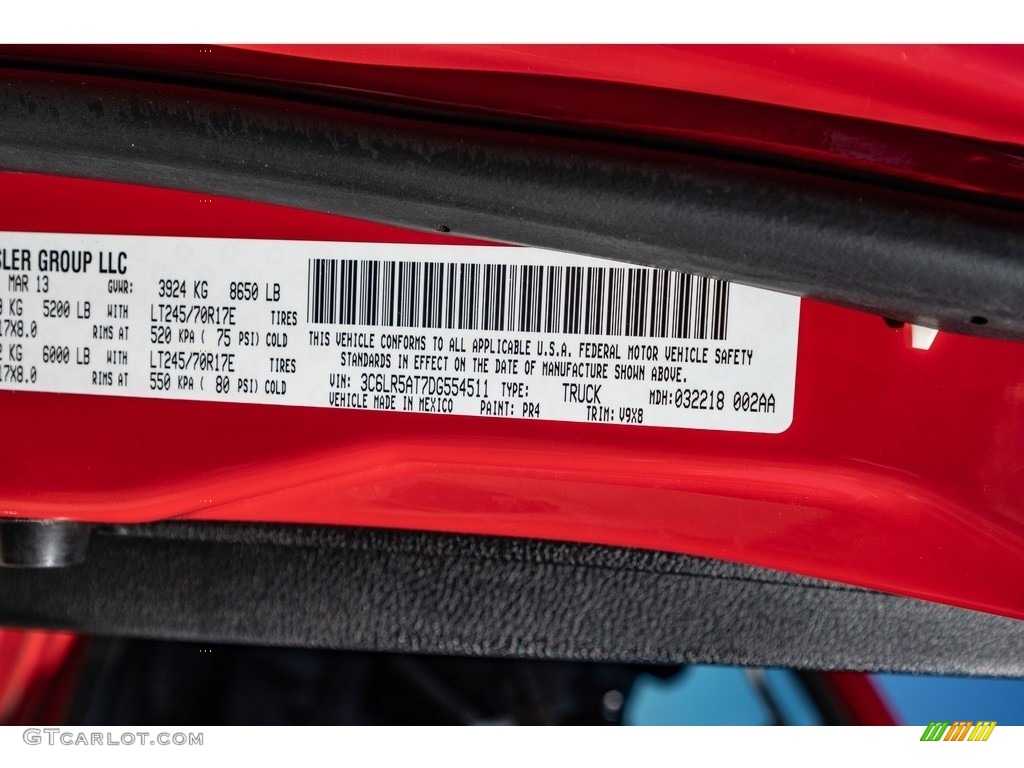 SLER GROUP LLC
MAR 13 GVWR: 3924 KG 8650 LB
KG 5200 LB WITH LT245/70R17E TIRES
17X8.0 RIMS AT 520 KPA ( 75 PSI) COLD
KG 6000 LB WITH LT245/70R17E TIRES
17X8.0 RIMS AT 550 KPA ( 80 PSI) COLD
THIS VEHICLE CONFORMS TO ALL APPLICABLE U.S.A. FEDERAL MOTOR VEHICLE SAFETY
STANDARDS IN EFFECT ON THE DATE OF MANUFACTURE SHOWN ABOVE.
VIN: 3C6LR5AT7DG554511 TYPE: TRUCK MDH:032218 002AA
VEHICLE MADE IN MEXICO PAINT: PR4 TRIM: V9X8
GTcarlot.com